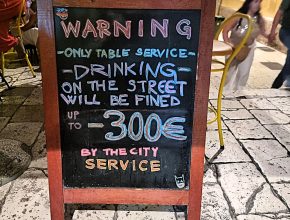 WARNING
-ONLY TABLE SERVICE-
-DRINKING-
ON THE STREET
WILL BE FINED
UP TO -300€
BY THE CITY
SERVICE